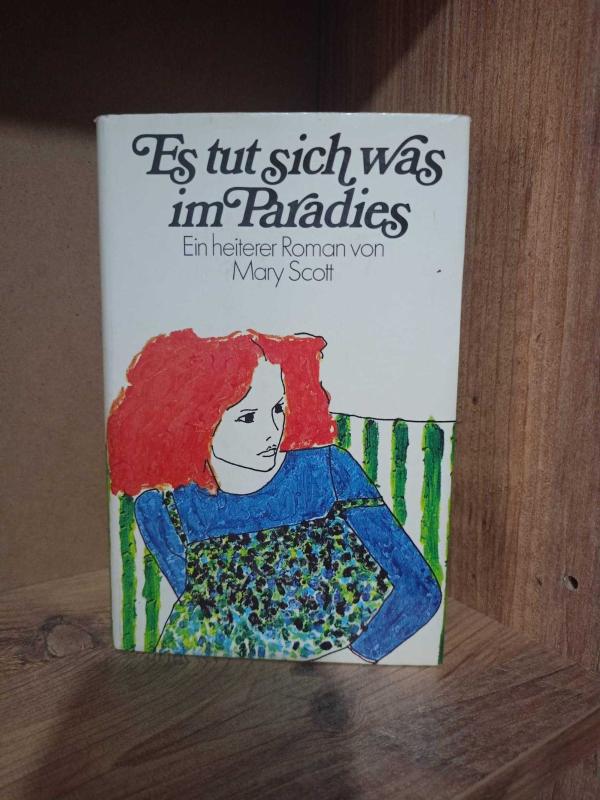 Es tut sich was
im Paradies
Ein heiterer Roman von
Mary Scott